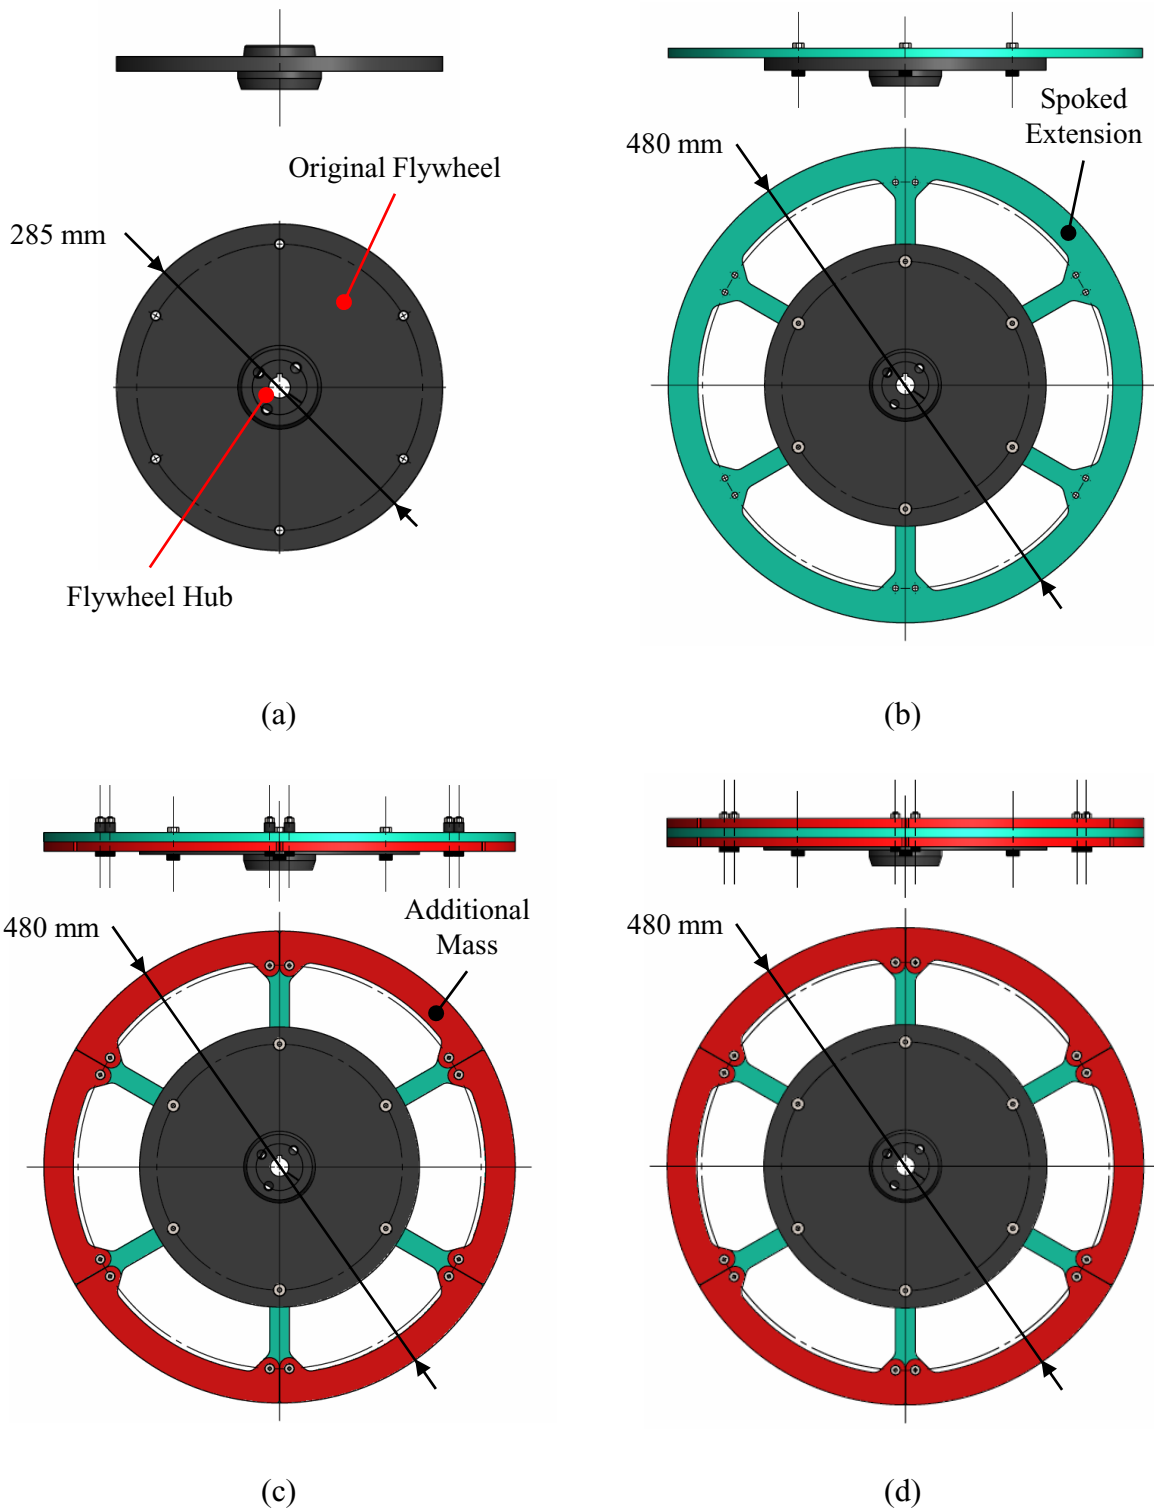 Original Flywheel
285 mm
Flywheel Hub
(a)
Spoked
Extension
480 mm
(b)
Additional
Mass
480 mm
(c)
480 mm
(d)